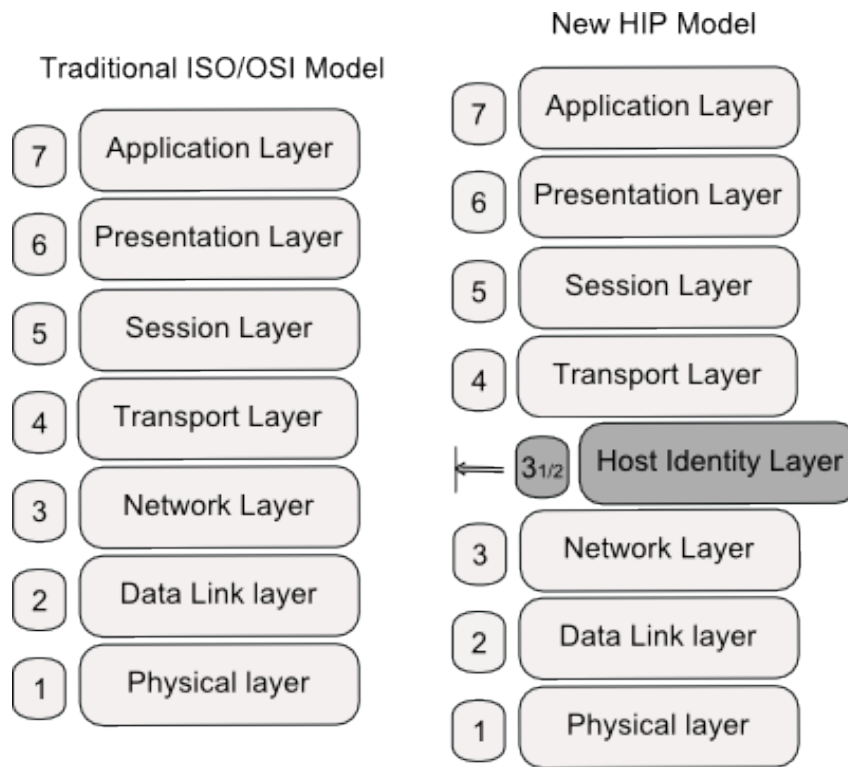 Traditional ISO/OSI Model
7 Application Layer
6 Presentation Layer
5 Session Layer
4 Transport Layer
3 Network Layer
2 Data Link layer
1 Physical layer
New HIP Model
7 Application Layer
6 Presentation Layer
5 Session Layer
4 Transport Layer
31/2 Host Identity Layer
3 Network Layer
2 Data Link layer
1 Physical layer